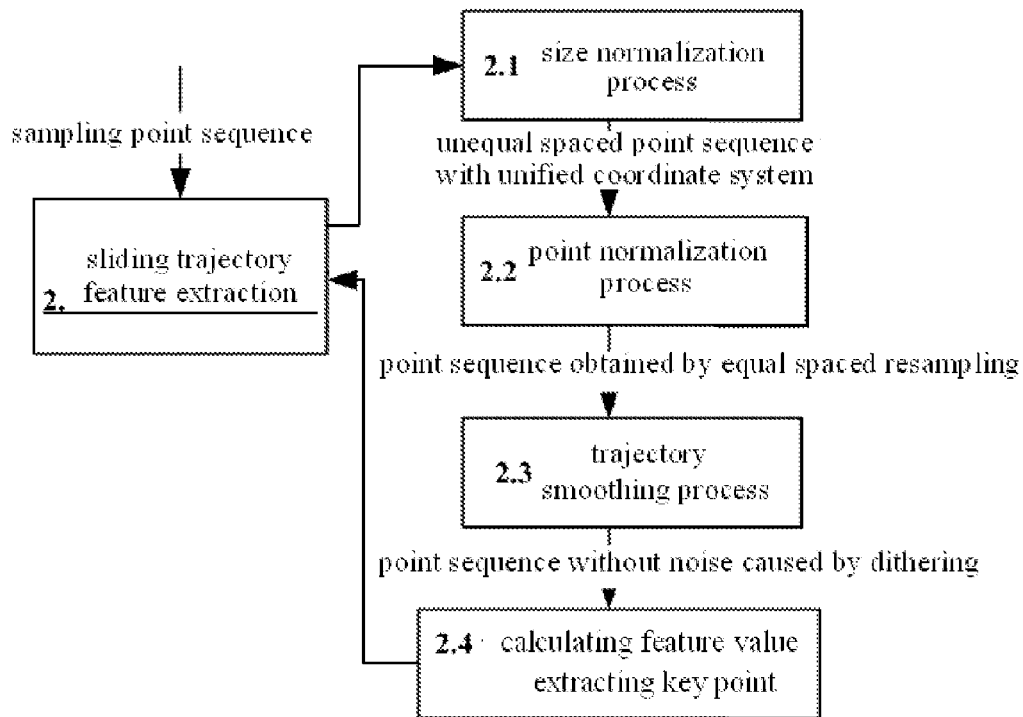 sampling point sequence
sliding trajectory
2. feature extraction
2.1 size normalization
process
unequal spaced point sequence
with unified coordinate system
2.2 point normalization
process
point sequence obtained by equal spaced resampling
2.3 trajectory
smoothing process
point sequence without noise caused by dithering
2.4 calculating feature value
extracting key point